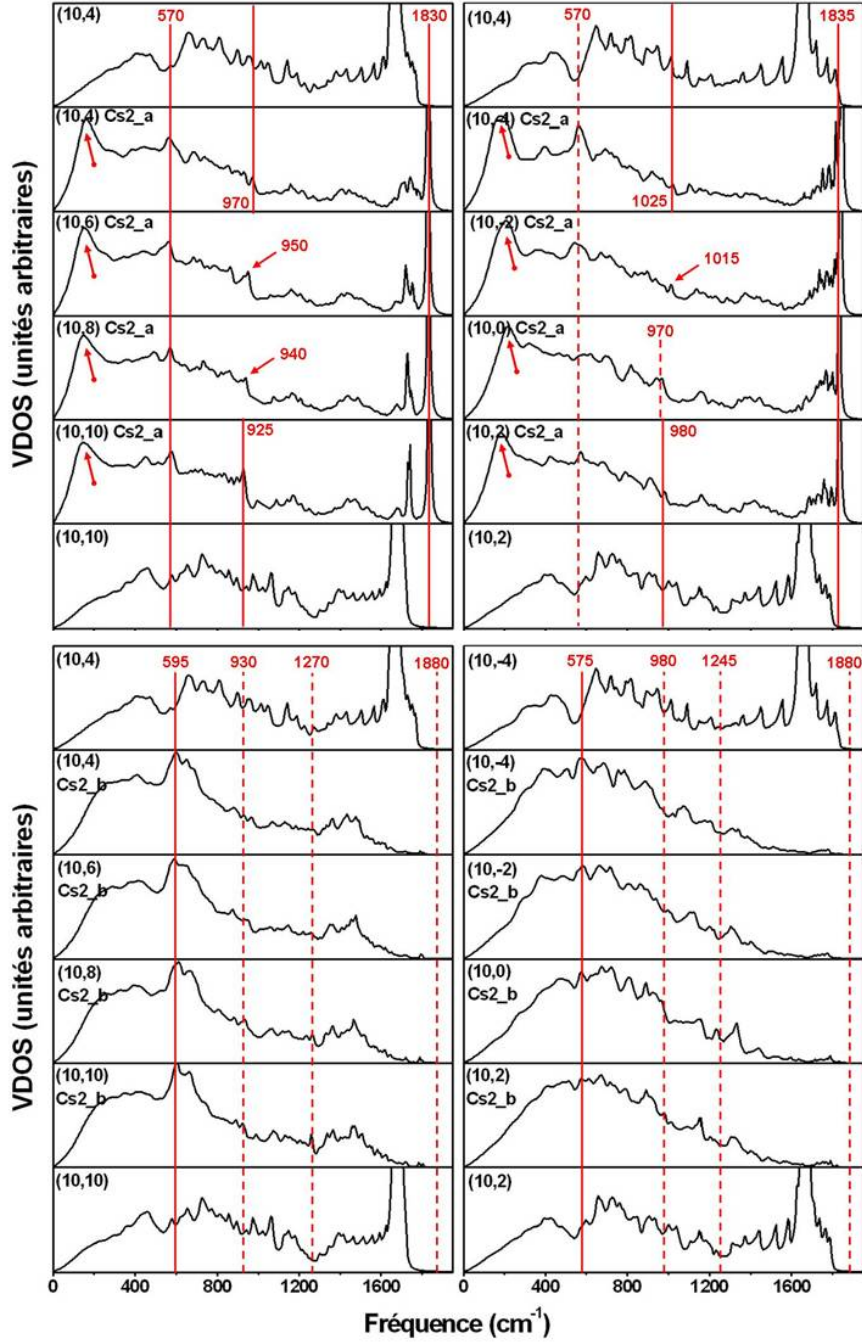 (10,4)
570
1830
(10,4) Cs2_a
970
(10,6) Cs2_a
950
(10,8) Cs2_a
940
(10,10) Cs2_a
925
(10,10)
VDOS (unités arbitraires)
(10,4)
570
1835
(10,-4) Cs2_a
1025
(10,-2) Cs2_a
1015
(10,0) Cs2_a
970
(10,2) Cs2_a
980
(10,2)
(10,4)
595
930
1270
1880
(10,4)
Cs2_b
(10,6)
Cs2_b
(10,8)
Cs2_b
(10,10)
Cs2_b
(10,10)
VDOS (unités arbitraires)
0 400 800 1200 1600
(10,-4)
575
980
1245
1880
(10,-4)
Cs2_b
(10,-2)
Cs2_b
(10,0)
Cs2_b
(10,2)
Cs2_b
(10,2)
0 400 800 1200 1600
Fréquence (cm⁻¹)